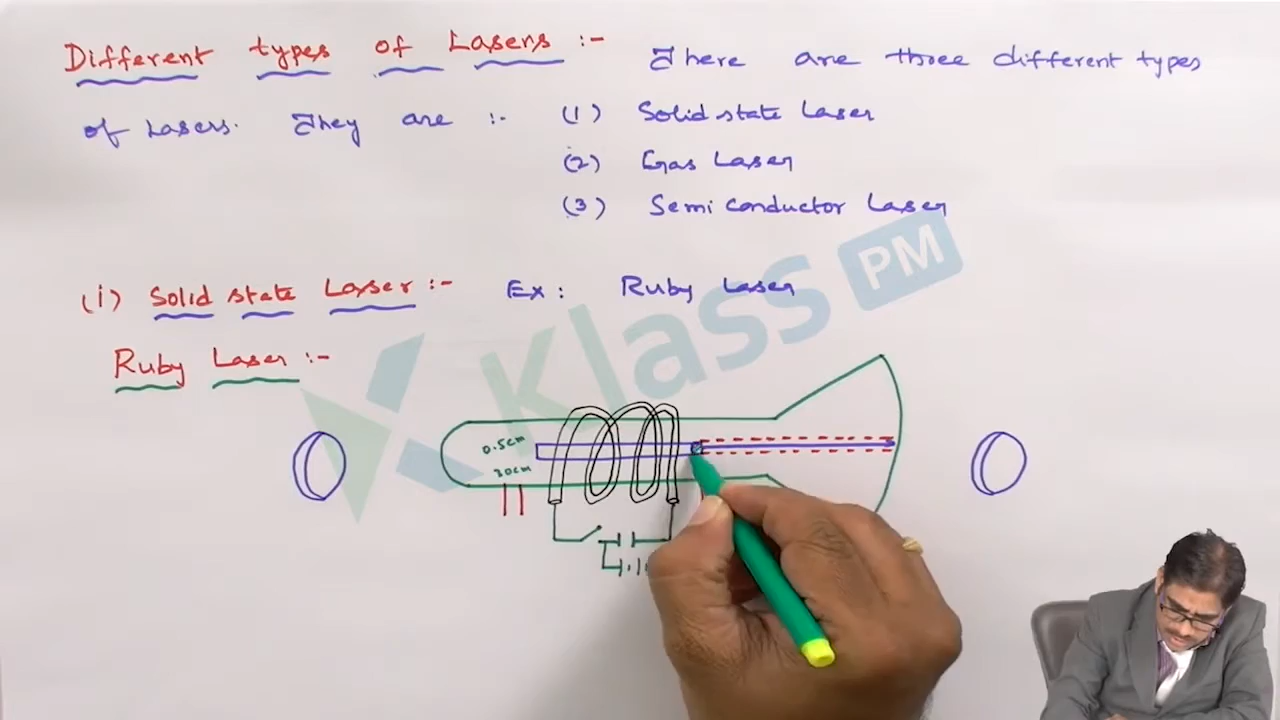 Different types of Lasers :- There are three different types
of Lasers. They are :- (1) Solid state Laser
(2) Gas Laser
(3) Semi conductor Laser
(i) Solid state Laser :- Ex : Ruby Laser
Ruby Laser :-
0.5cm
30cm
Klass PM